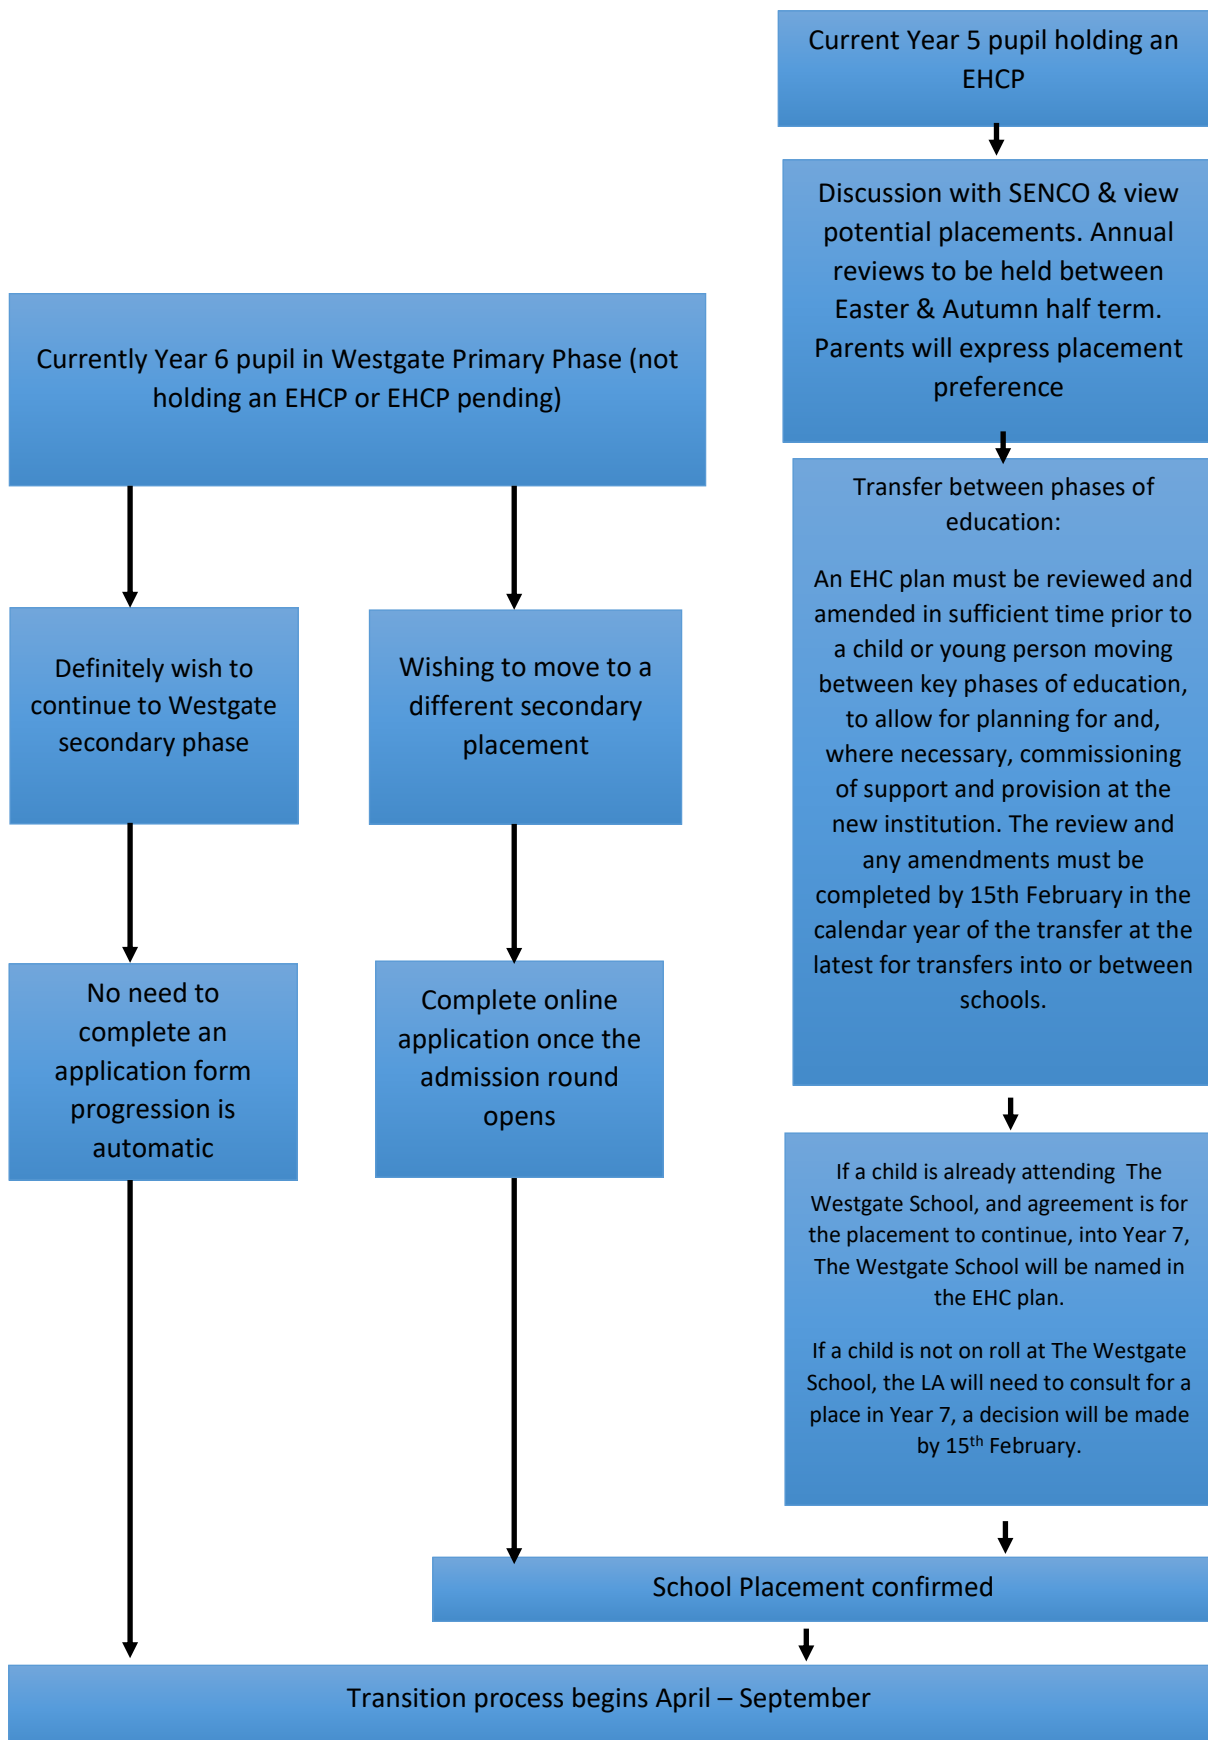 Current Year 5 pupil holding an
EHCP
Discussion with SENCO & view
potential placements. Annual
reviews to be held between
Easter & Autumn half term.
Parents will express placement
preference
Currently Year 6 pupil in Westgate Primary Phase (not
holding an EHCP or EHCP pending)
Transfer between phases of
education:
An EHC plan must be reviewed and
amended in sufficient time prior to
a child or young person moving
between key phases of education,
to allow for planning for and,
where necessary, commissioning
of support and provision at the
new institution. The review and
any amendments must be
completed by 15th February in the
calendar year of the transfer at the
latest for transfers into or between
schools.
Definitely wish to
continue to Westgate
secondary phase
Wishing to move to a
different secondary
placement
No need to
complete an
application form
progression is
automatic
Complete online
application once the
admission round
opens
If a child is already attending  The
Westgate School, and agreement is for
the placement to continue, into Year 7,
The Westgate School will be named in
the EHC plan.
If a child is not on roll at The Westgate
School, the LA will need to consult for a
place in Year 7, a decision will be made
by 15th February.
School Placement confirmed
Transition process begins April – September